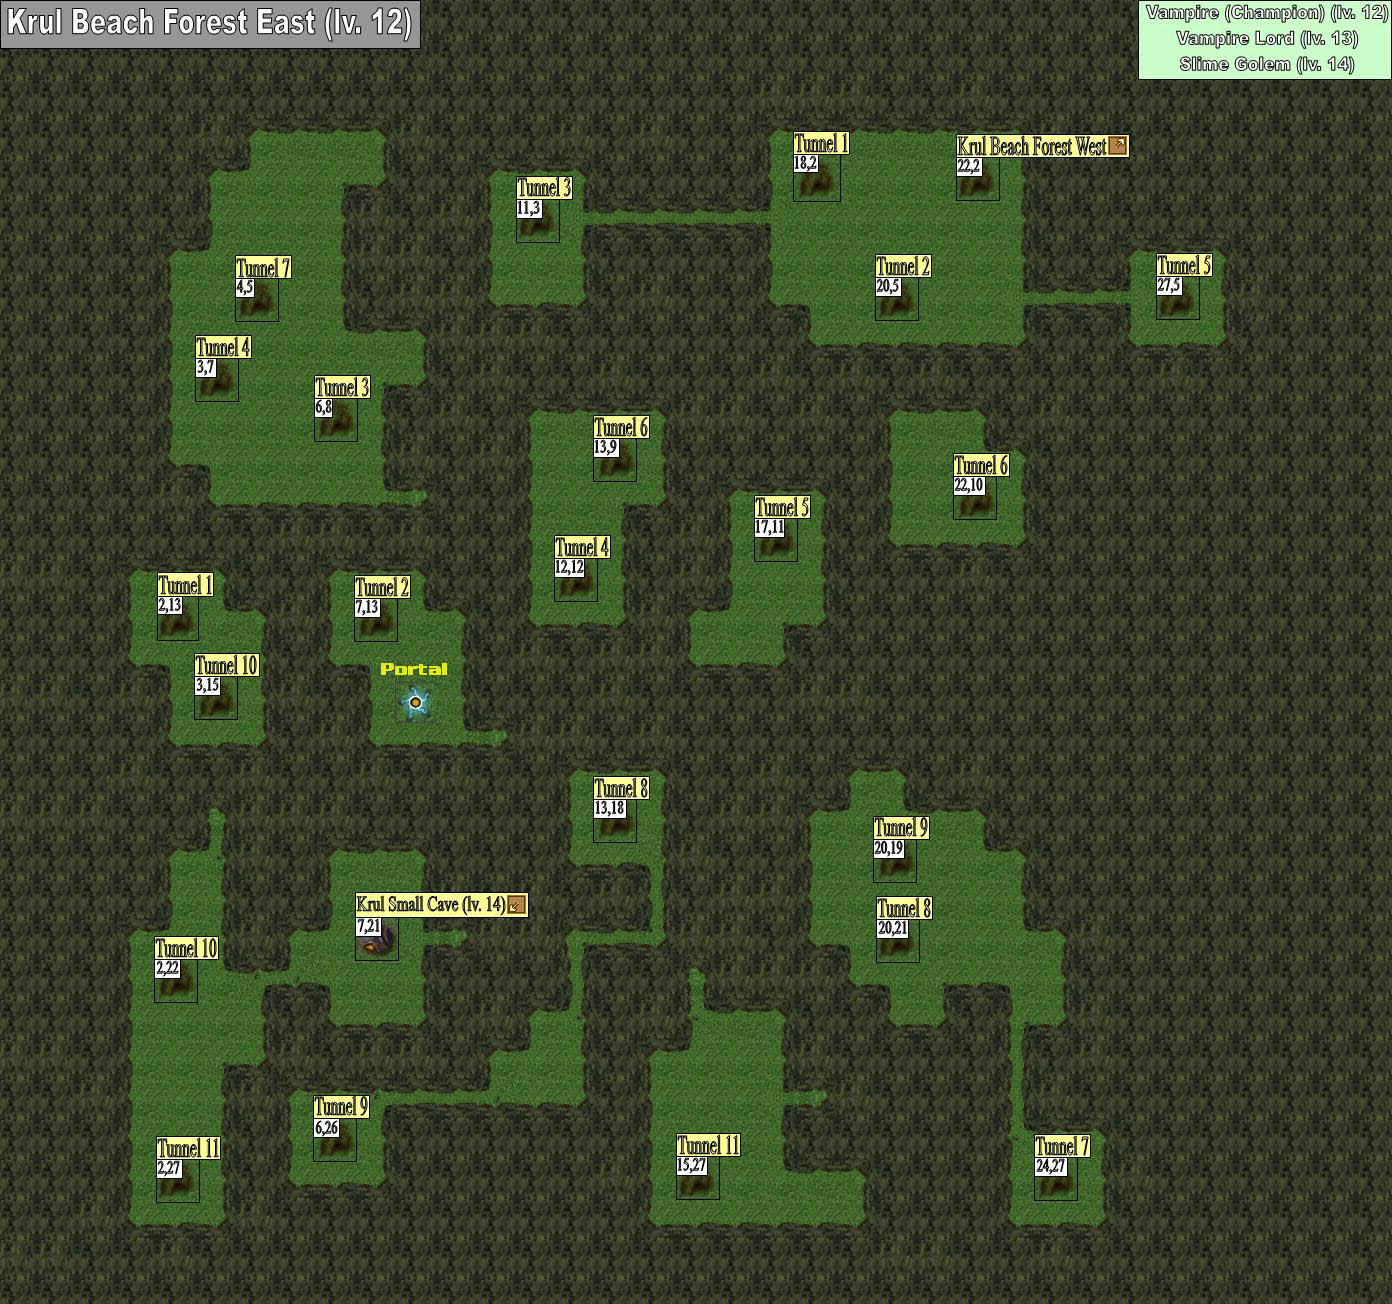 Krul Beach Forest East (lv. 12)
Vampire (Champion) (lv. 12)
Vampire Lord (lv. 13)
Slime Golem (lv. 14)
Tunnel 1
18,2
Krul Beach Forest West
22,2
Tunnel 3
11,3
Tunnel 7
4,5
Tunnel 2
20,5
Tunnel 5
27,5
Tunnel 4
3,7
Tunnel 3
6,8
Tunnel 6
13,9
Tunnel 6
22,10
Tunnel 5
17,11
Tunnel 4
12,12
Tunnel 1
2,13
Tunnel 2
7,13
Tunnel 10
3,15
Portal
Tunnel 8
13,18
Tunnel 9
20,19
Krul Small Cave (lv. 14)
7,21
Tunnel 8
20,21
Tunnel 10
2,22
Tunnel 9
6,26
Tunnel 11
2,27
Tunnel 11
15,27
Tunnel 7
24,27